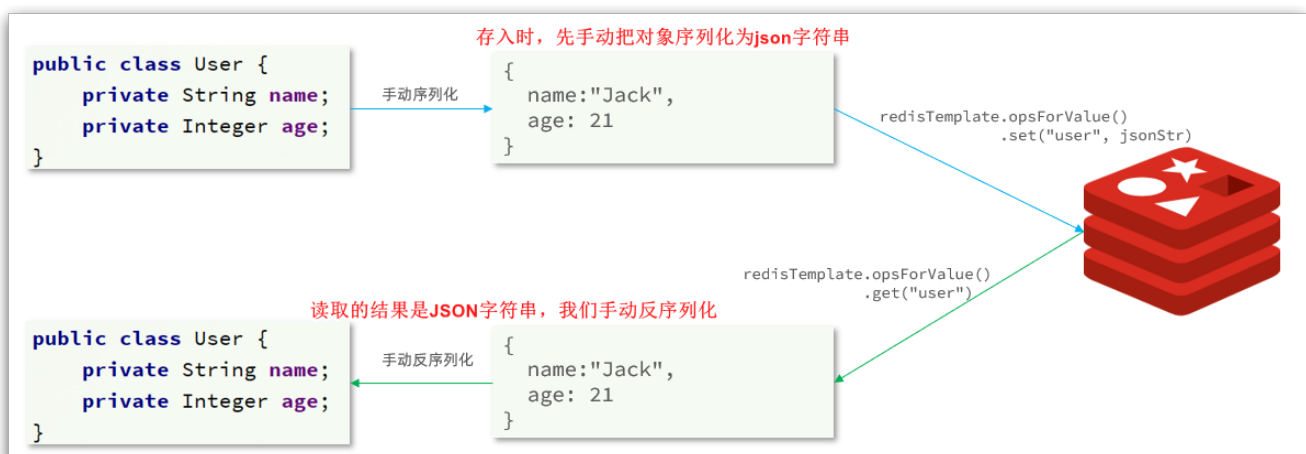 存入时，先手动把对象序列化为json字符串
public class User {
private String name;
private Integer age;
}
手动序列化
{
name:"Jack",
age: 21
}
redisTemplate.opsForValue()
.set("user", jsonStr)
redisTemplate.opsForValue()
.get("user")
读取的结果是JSON字符串，我们手动反序列化
public class User {
private String name;
private Integer age;
}
手动反序列化
{
name:"Jack",
age: 21
}